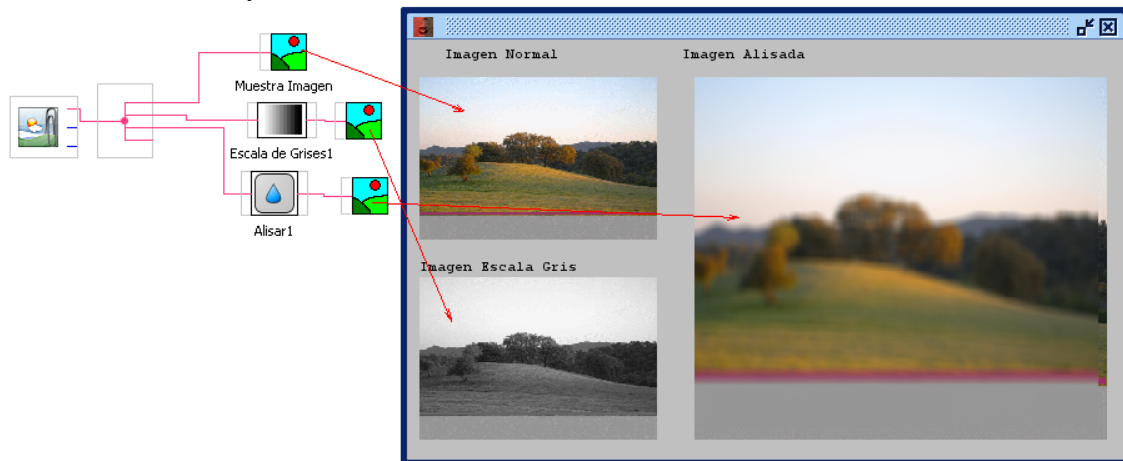 Muestra Imagen
Escala de Grises1
Alisar1
Imagen Normal
Imagen Alisada
Imagen Escala Gris